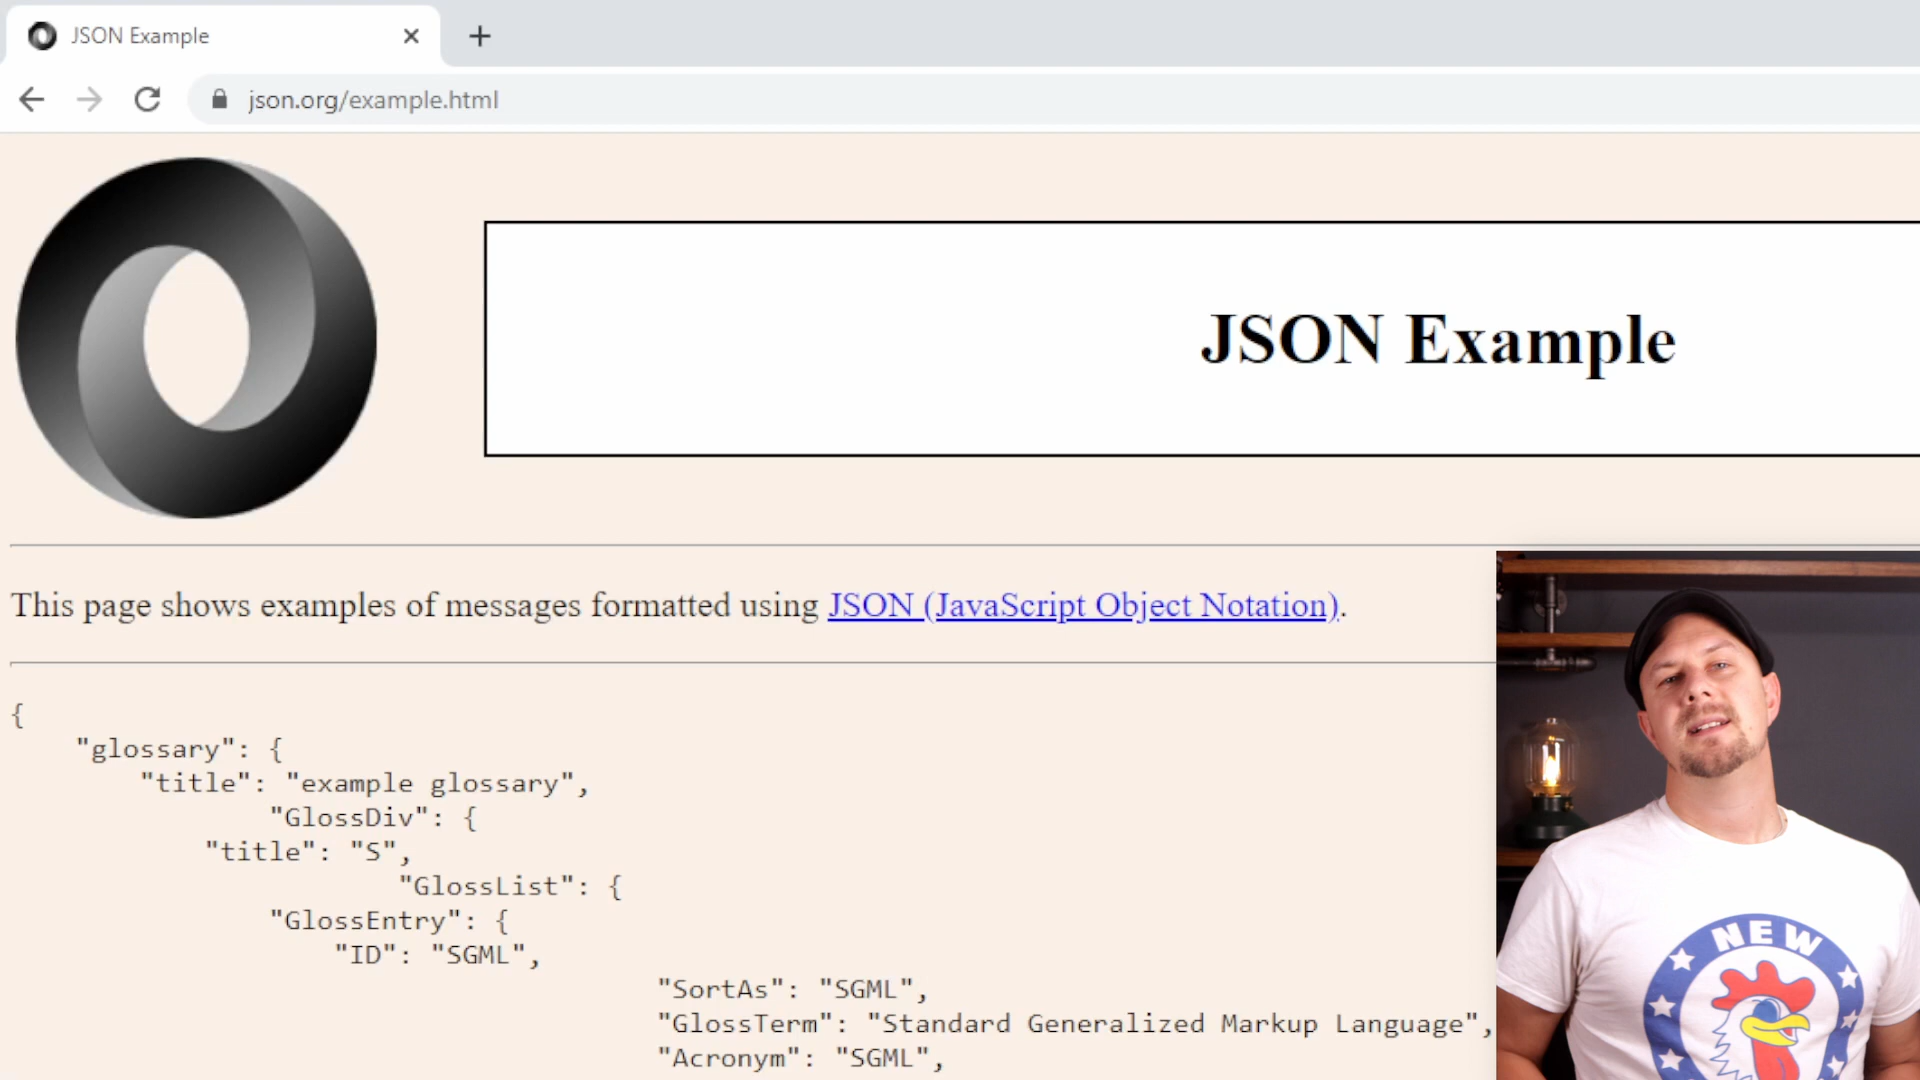 JSON Example
json.org/example.html
JSON Example
This page shows examples of messages formatted using JSON (JavaScript Object Notation).
{
"glossary": {
"title": "example glossary",
"GlossDiv": {
"title": "S",
"GlossList": {
"GlossEntry": {
"ID": "SGML",
"SortAs": "SGML",
"GlossTerm": "Standard Generalized Markup Language",
"Acronym": "SGML",
NEW